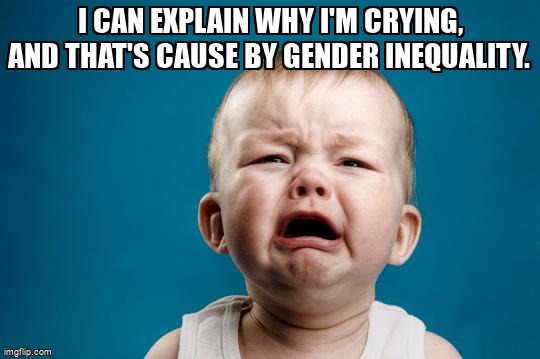 I CAN EXPLAIN WHY I'M CRYING,
AND THAT'S CAUSE BY GENDER INEQUALITY.
imgflip.com